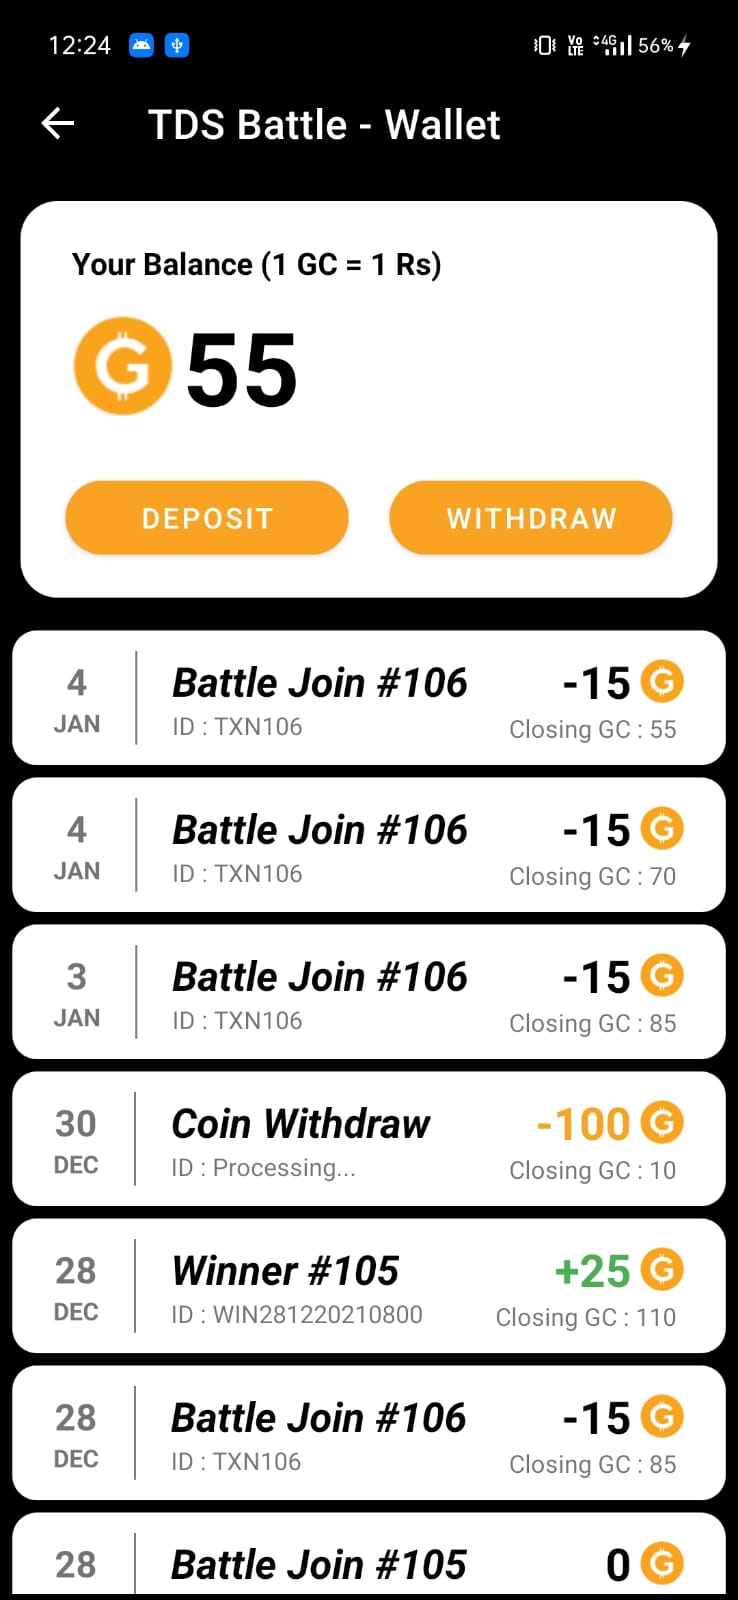 12:24 Vo LTE 4G 56%
TDS Battle - Wallet
Your Balance (1 GC = 1 Rs)
G 55
DEPOSIT WITHDRAW
4 Battle Join #106 -15 G
JAN ID : TXN106 Closing GC : 55
4 Battle Join #106 -15 G
JAN ID : TXN106 Closing GC : 70
3 Battle Join #106 -15 G
JAN ID : TXN106 Closing GC : 85
30 Coin Withdraw -100 G
DEC ID : Processing... Closing GC : 10
28 Winner #105 +25 G
DEC ID : WIN281220210800 Closing GC : 110
28 Battle Join #106 -15 G
DEC ID : TXN106 Closing GC : 85
28 Battle Join #105 0 G